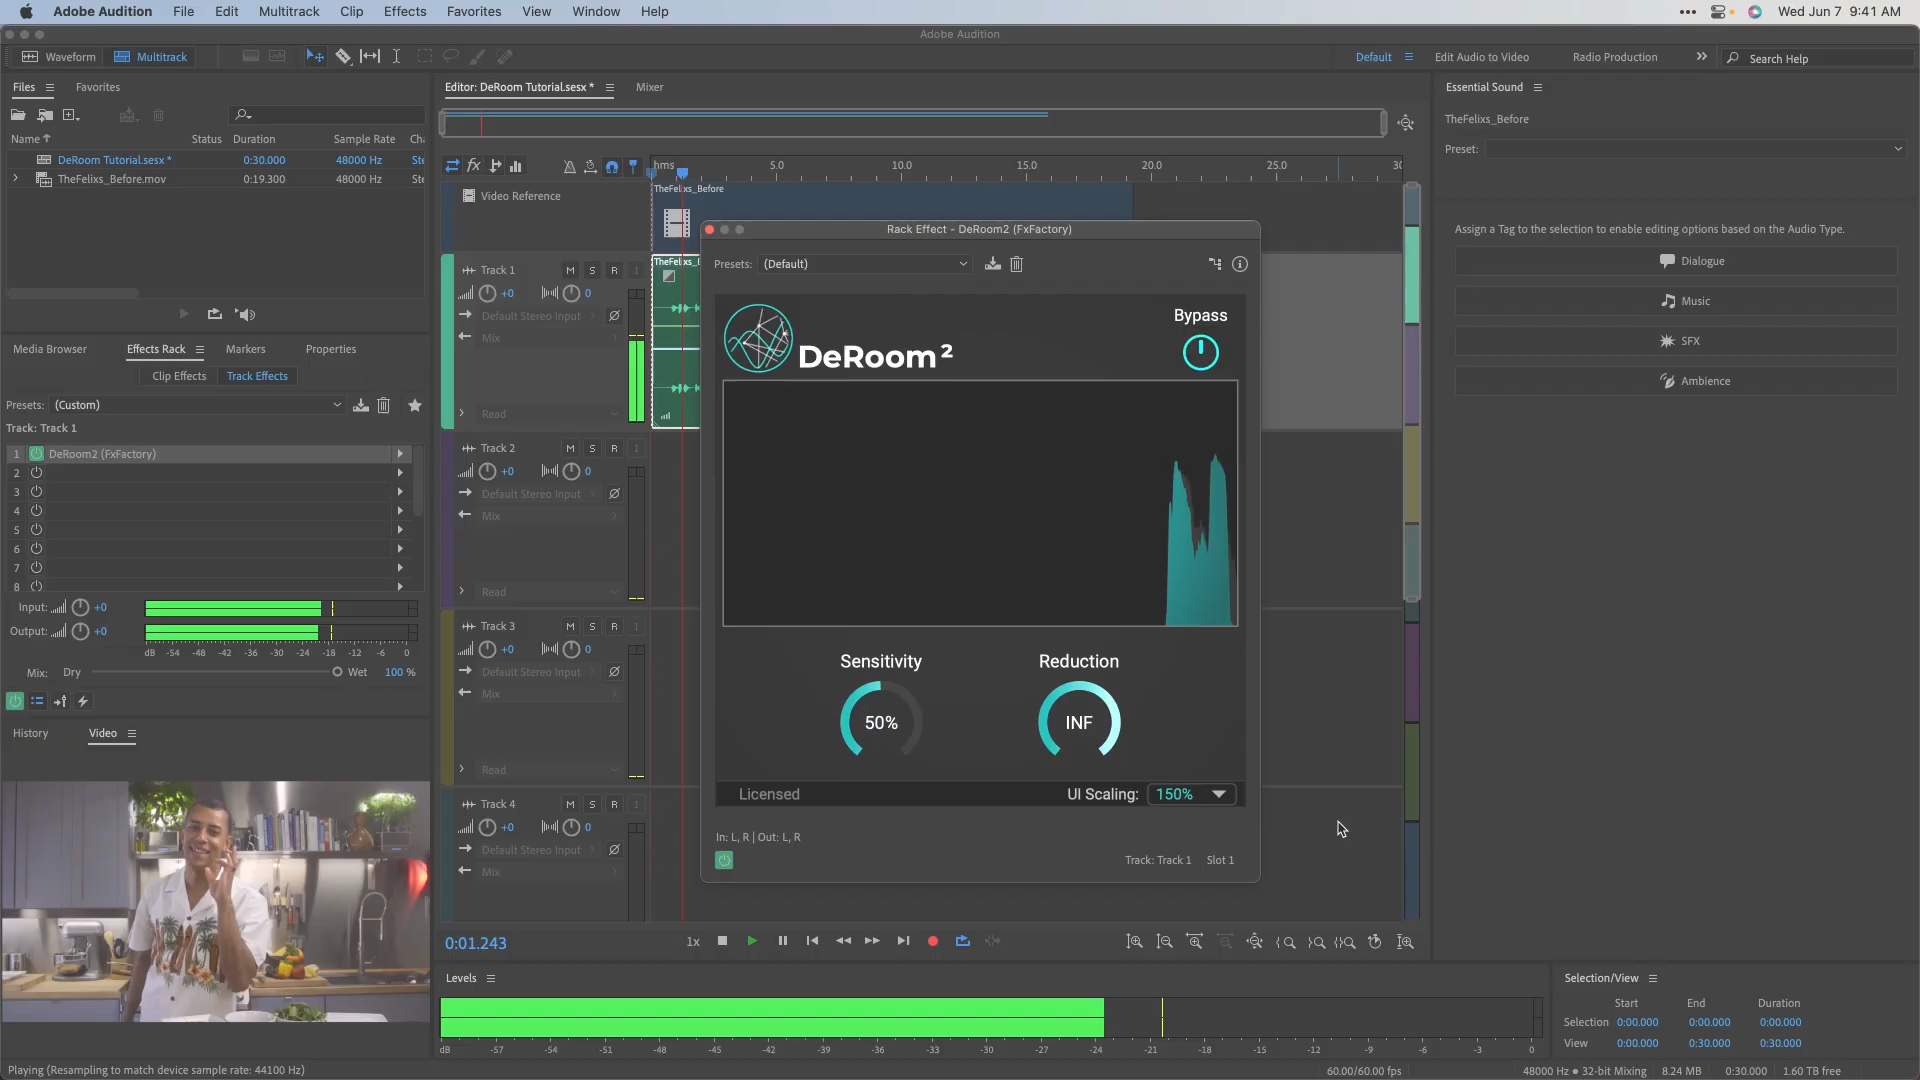 Adobe Audition File Edit Multitrack Clip Effects Favorites View Window Help Wed Jun 7 9:41 AM
Adobe Audition
Waveform Multitrack Default Edit Audio to Video Radio Production Search Help
Files Favorites Editor: DeRoom Tutorial.sesx * Mixer Essential Sound
TheFelixs_Before
Name Status Duration Sample Rate Ch
Preset:
DeRoom Tutorial.sesx * 0:30.000 48000 Hz Ste
TheFelixs_Before.mov 0:19.300 48000 Hz Ste
hms 5.0 10.0 15.0 20.0 25.0 30
Video Reference TheFelixs_Before
Rack Effect - DeRoom2 (FxFactory)
Assign a Tag to the selection to enable editing options based on the Audio Type.
Dialogue
Music
SFX
Ambience
Presets: (Default)
Track 1 M S R I
+0 0
Default Stereo Input
Mix
Read
DeRoom²
Bypass
Media Browser Effects Rack Markers Properties
Clip Effects Track Effects
Presets: (Custom)
Track: Track 1
1 DeRoom2 (FxFactory)
2
3
4
5
6
7
8
Input: +0
Output: +0
dB -54 -48 -42 -36 -30 -24 -18 -12 -6 0
Mix: Dry Wet 100 %
Track 2 M S R I
+0 0
Default Stereo Input
Mix
Read
Track 3 M S R I
+0 0
Default Stereo Input
Mix
Read
Track 4 M S R I
+0 0
Default Stereo Input
Mix
Sensitivity Reduction
50% INF
Licensed UI Scaling: 150%
In: L, R | Out: L, R
Track: Track 1 Slot 1
History Video
0:01.243 1x
Levels
dB -57 -54 -51 -48 -45 -42 -39 -36 -33 -30 -27 -24 -21 -18 -15 -12 -9 -6 -3 0
Selection/View
Start End Duration
Selection 0:00.000 0:00.000 0:00.000
View 0:00.000 0:30.000 0:30.000
Playing (Resampling to match device sample rate: 44100 Hz) 60.00/60.00 fps 48000 Hz ● 32-bit Mixing 8.24 MB 0:30.000 1.60 TB free